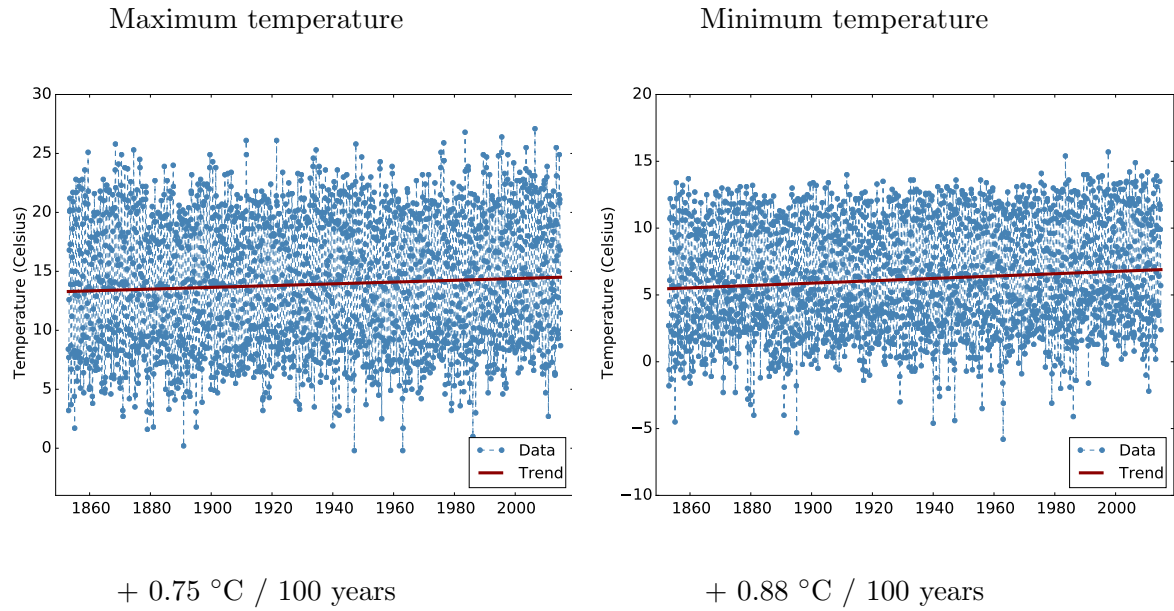 Maximum temperature
Minimum temperature
30
25
20
15
10
5
0
Temperature (Celsius)
1860 1880 1900 1920 1940 1960 1980 2000
Data
Trend
20
15
10
5
0
−5
−10
Temperature (Celsius)
1860 1880 1900 1920 1940 1960 1980 2000
Data
Trend
+ 0.75 °C / 100 years
+ 0.88 °C / 100 years